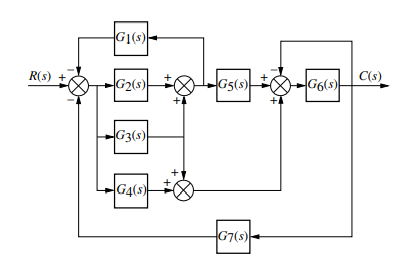 G1(s)
R(s) + − − G2(s) + + G5(s) + − + G6(s) C(s)
G3(s)
G4(s) + +
G7(s)